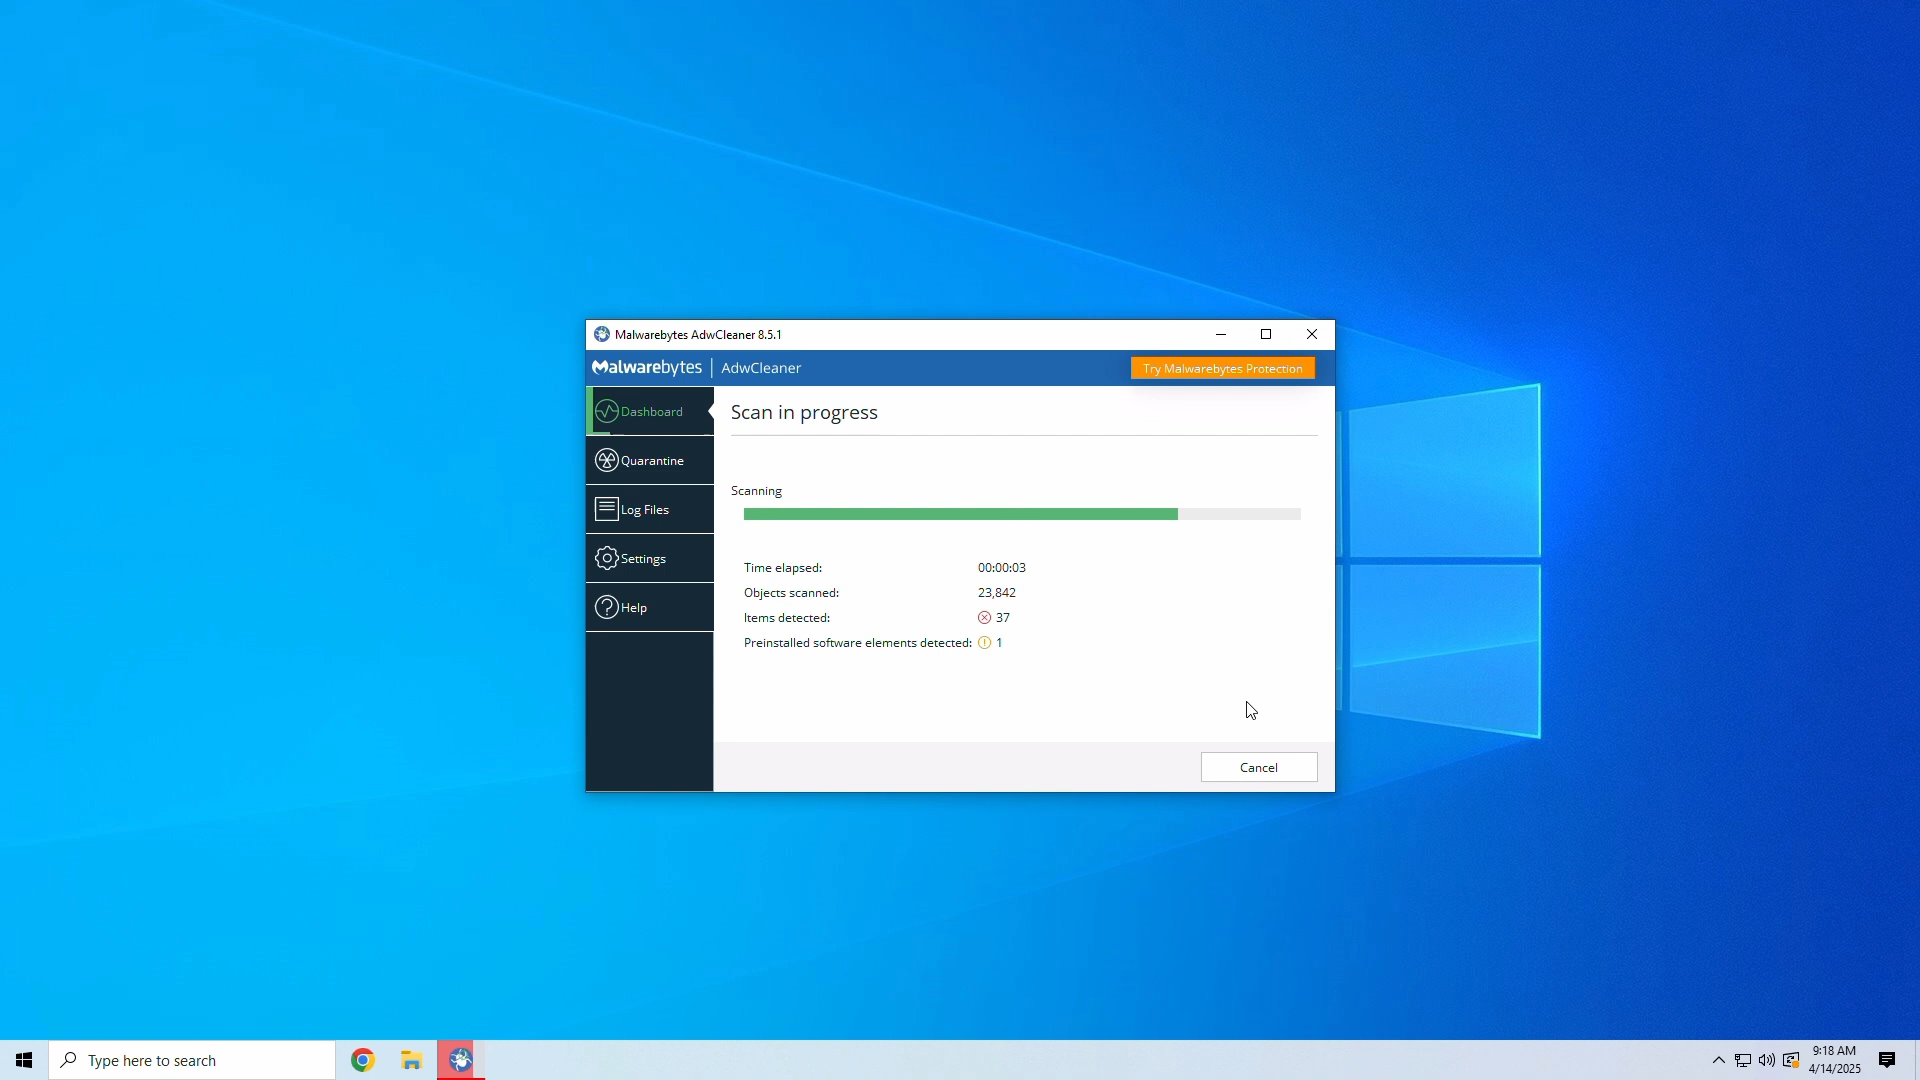 Malwarebytes AdwCleaner 8.5.1
Malwarebytes | AdwCleaner
Try Malwarebytes Protection
Dashboard
Quarantine
Log Files
Settings
Help
Scan in progress
Scanning
Time elapsed: 00:00:03
Objects scanned: 23,842
Items detected: 37
Preinstalled software elements detected: 1
Cancel
Type here to search
9:18 AM
4/14/2025